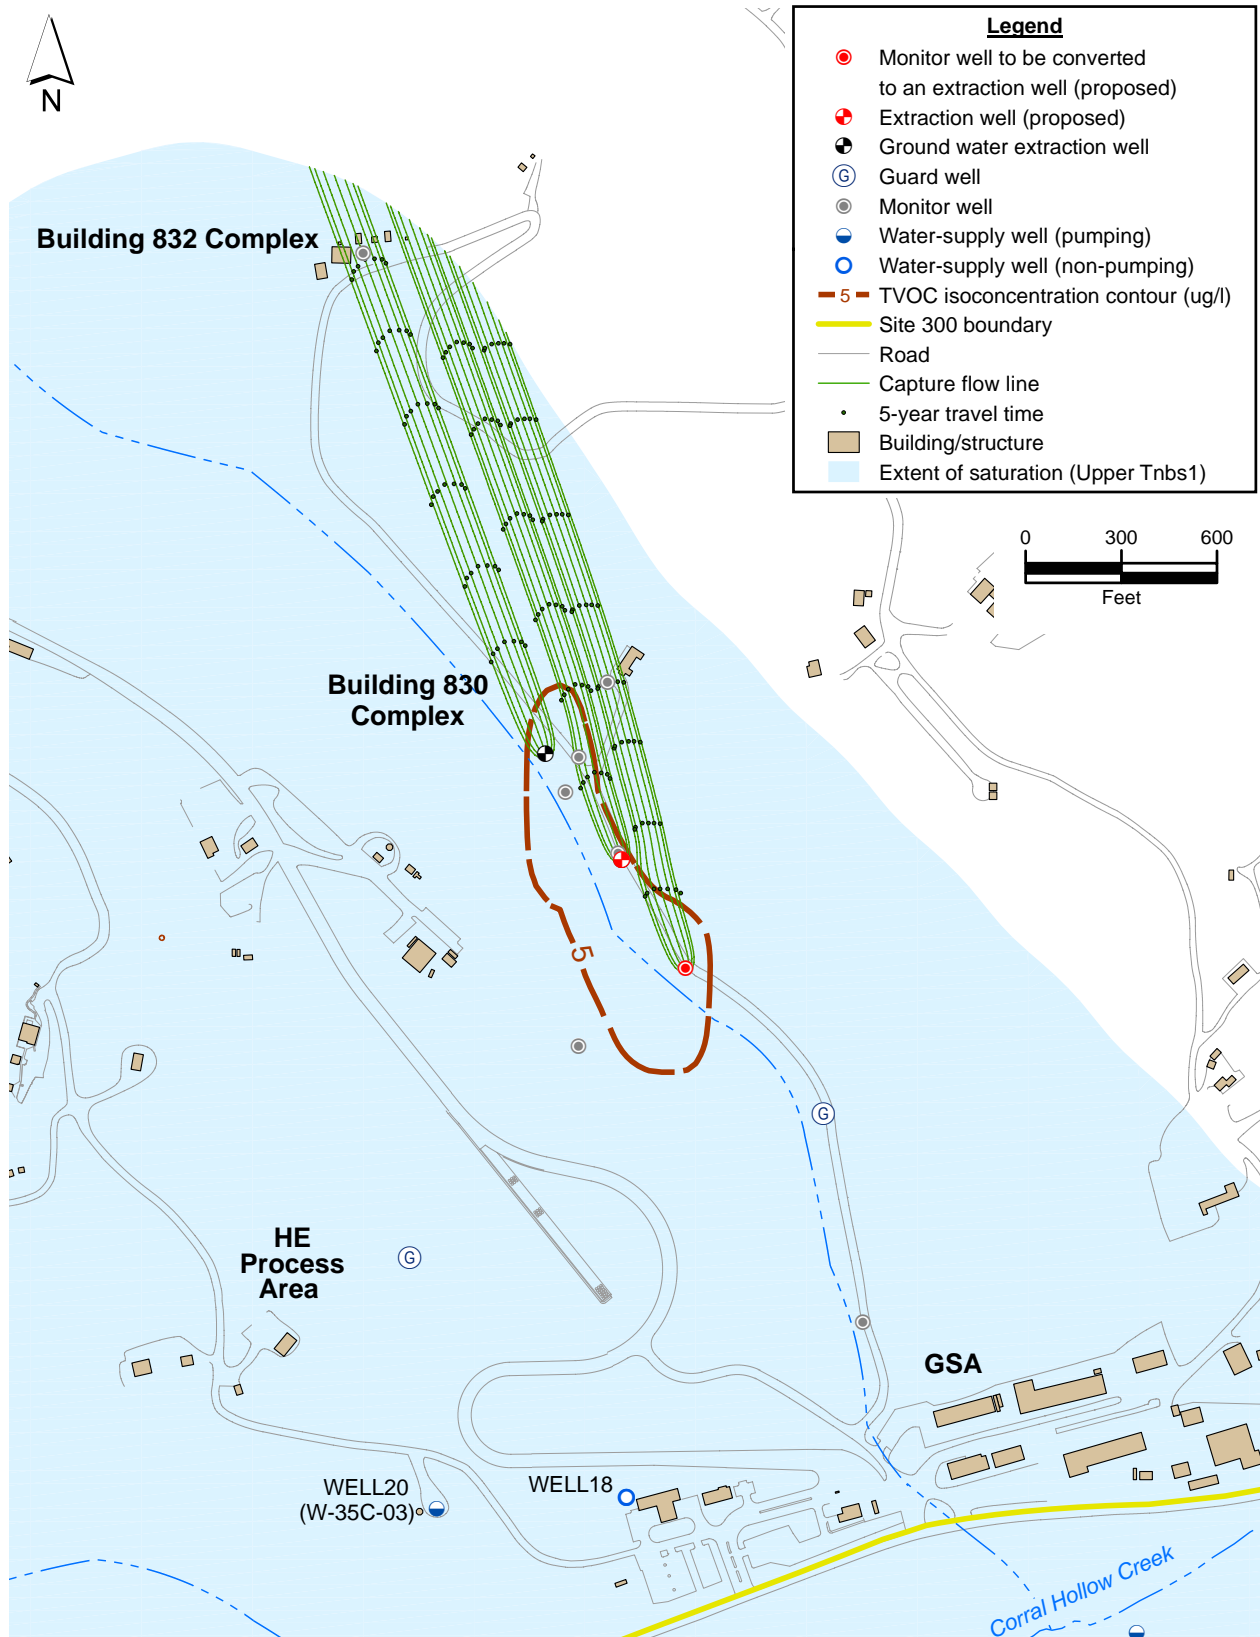 N
Legend
Monitor well to be converted
to an extraction well (proposed)
Extraction well (proposed)
Ground water extraction well
G Guard well
Monitor well
Water-supply well (pumping)
Water-supply well (non-pumping)
5 TVOC isoconcentration contour (ug/l)
Site 300 boundary
Road
Capture flow line
5-year travel time
Building/structure
Extent of saturation (Upper Tnbs1)
0 300 600
Feet
Building 832 Complex
Building 830
Complex
5
G
HE
Process
Area
G
GSA
WELL20
(W-35C-03)
WELL18
Corral Hollow Creek